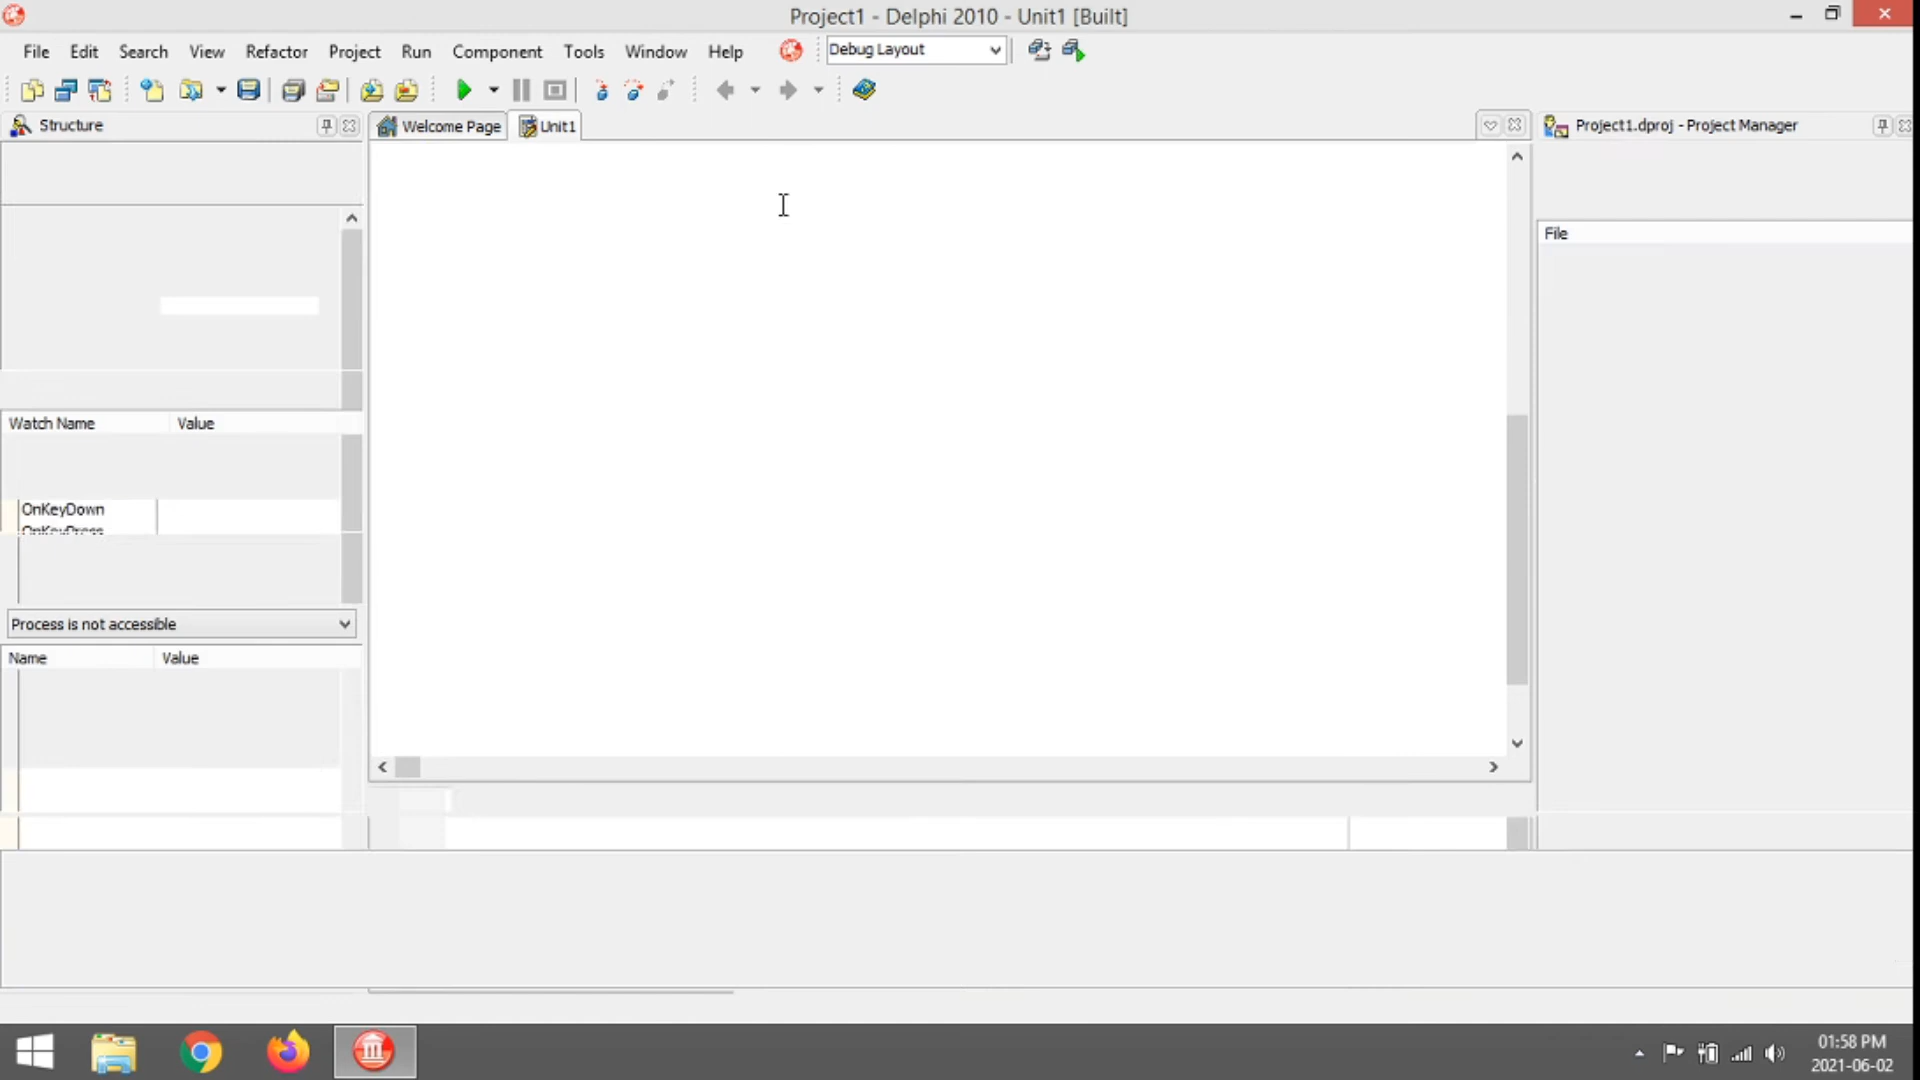 Project1 - Delphi 2010 - Unit1 [Built]
File Edit Search View Refactor Project Run Component Tools Window Help Debug Layout
Structure
Welcome Page Unit1
Project1.dproj - Project Manager
File
Watch Name Value
OnKeyDown
OnKeyPress
Process is not accessible
Name Value
01:58 PM
2021-06-02